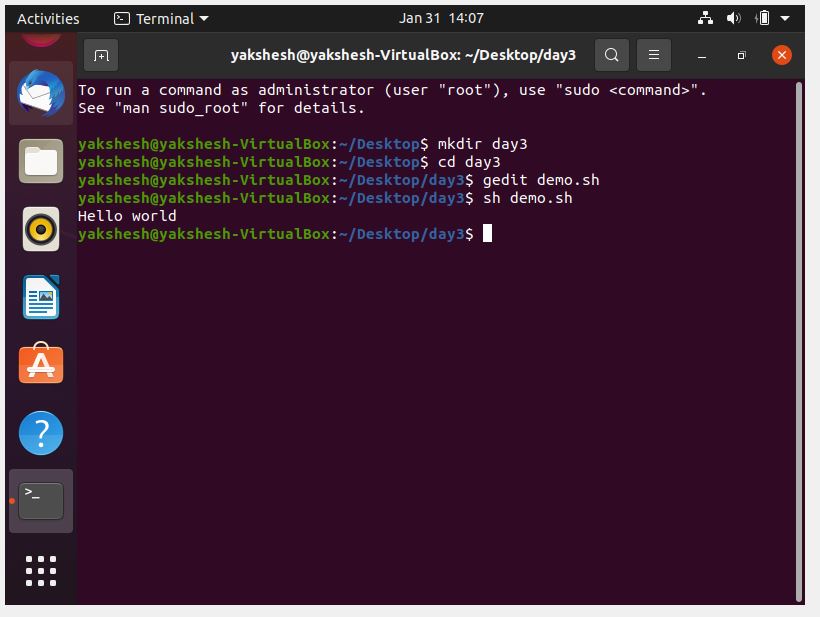 Activities
Terminal
Jan 31 14:07
yakshesh@yakshesh-VirtualBox: ~/Desktop/day3
To run a command as administrator (user "root"), use "sudo <command>".
See "man sudo_root" for details.
yakshesh@yakshesh-VirtualBox:~/Desktop$ mkdir day3
yakshesh@yakshesh-VirtualBox:~/Desktop$ cd day3
yakshesh@yakshesh-VirtualBox:~/Desktop/day3$ gedit demo.sh
yakshesh@yakshesh-VirtualBox:~/Desktop/day3$ sh demo.sh
Hello world
yakshesh@yakshesh-VirtualBox:~/Desktop/day3$